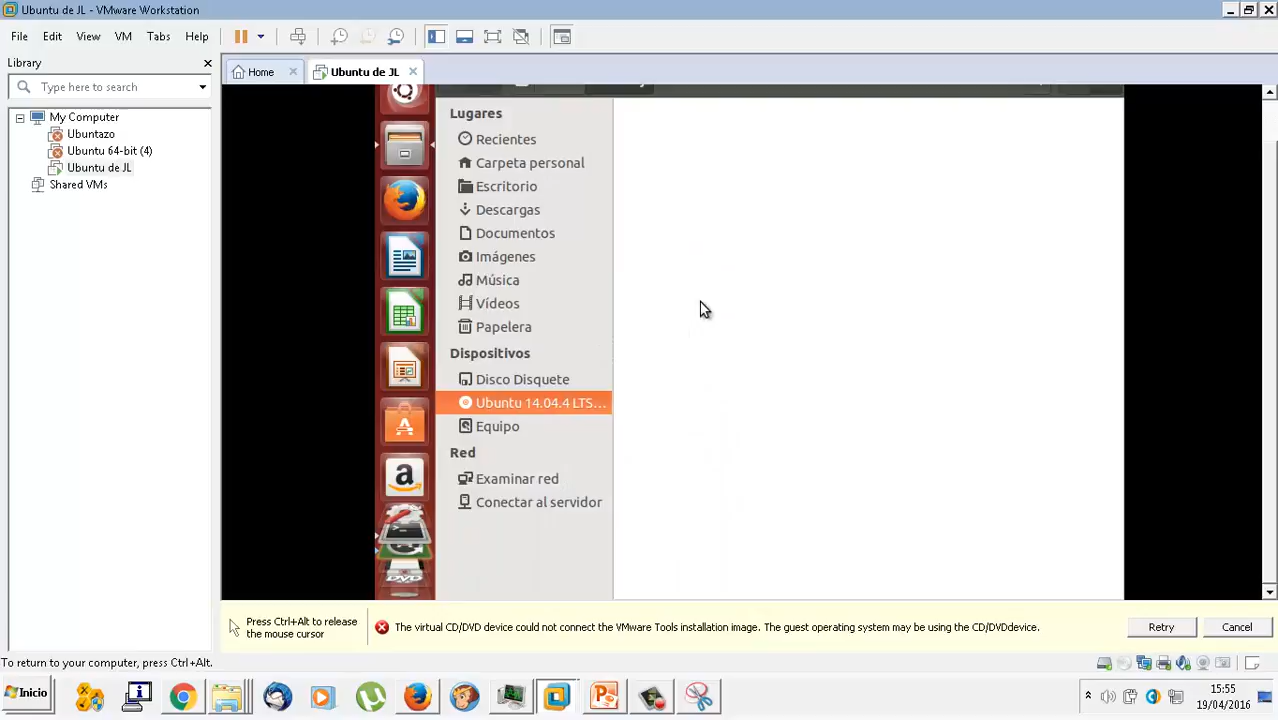 Ubuntu de JL - VMware Workstation
File Edit View VM Tabs Help
Library
Type here to search
My Computer
Ubuntazo
Ubuntu 64-bit (4)
Ubuntu de JL
Shared VMs
Home
Ubuntu de JL
Lugares
Recientes
Carpeta personal
Escritorio
Descargas
Documentos
Imágenes
Música
Vídeos
Papelera
Dispositivos
Disco Disquete
Ubuntu 14.04.4 LTS...
Equipo
Red
Examinar red
Conectar al servidor
DVD
Press Ctrl+Alt to release
the mouse cursor
The virtual CD/DVD device could not connect the VMware Tools installation image. The guest operating system may be using the CD/DVDdevice.
Retry
Cancel
To return to your computer, press Ctrl+Alt.
Inicio
15:55
19/04/2016